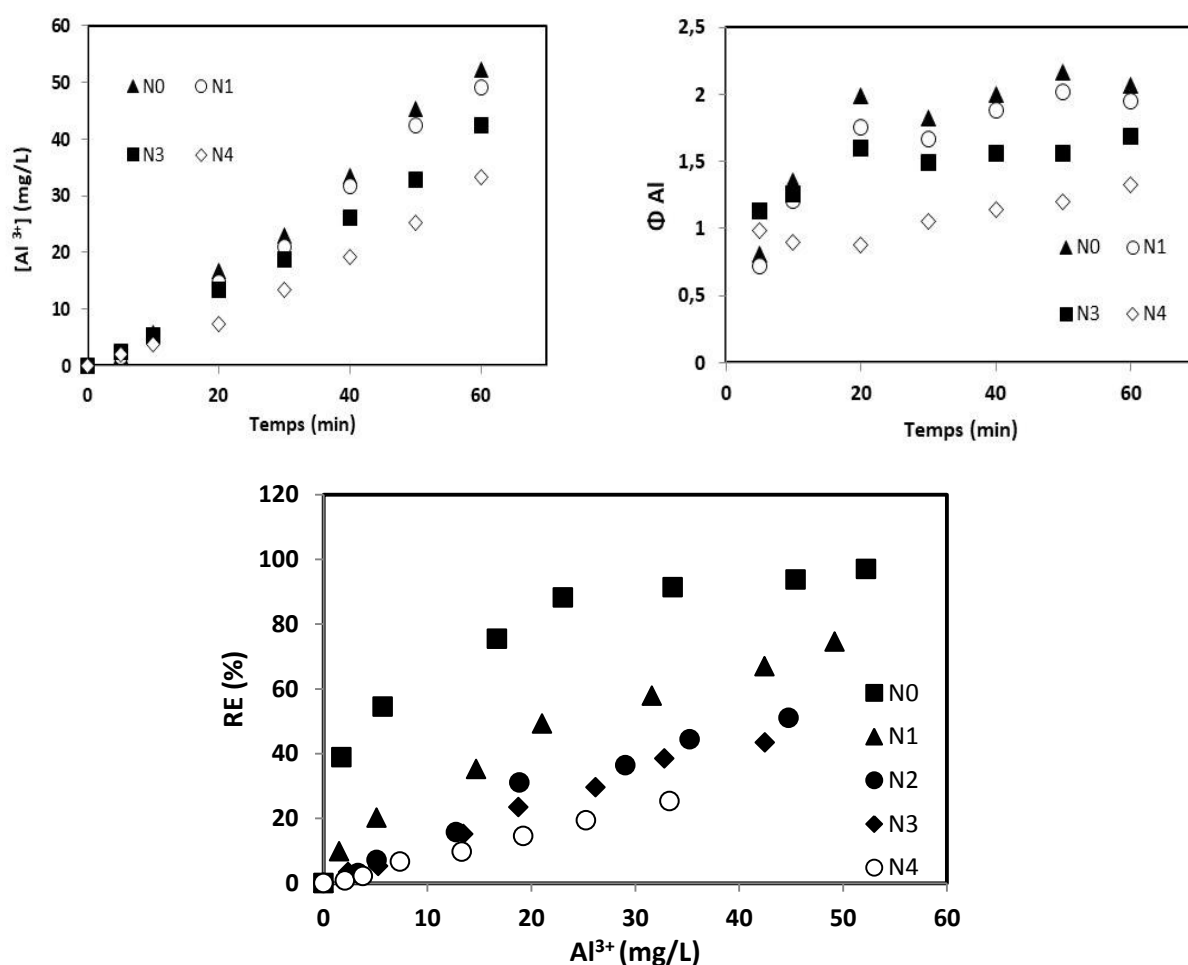 60
50
40
30
20
10
0
[Al ³⁺] (mg/L)
▲ N0 ○ N1
■ N3 ◇ N4
0 20 40 60
Temps (min)
2,5
2
1,5
1
0,5
0
Φ Al
▲ N0 ○ N1
■ N3 ◇ N4
0 20 40 60
Temps (min)
120
100
80
60
40
20
0
RE (%)
■ N0
▲ N1
● N2
◆ N3
○ N4
0 10 20 30 40 50 60
Al³⁺ (mg/L)